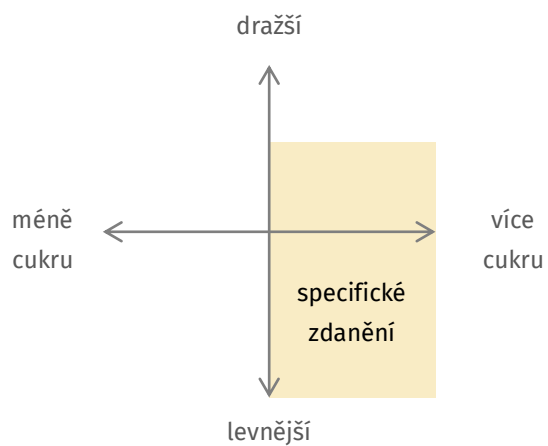 dražší
méně
cukru
více
cukru
specifické
zdanění
levnější